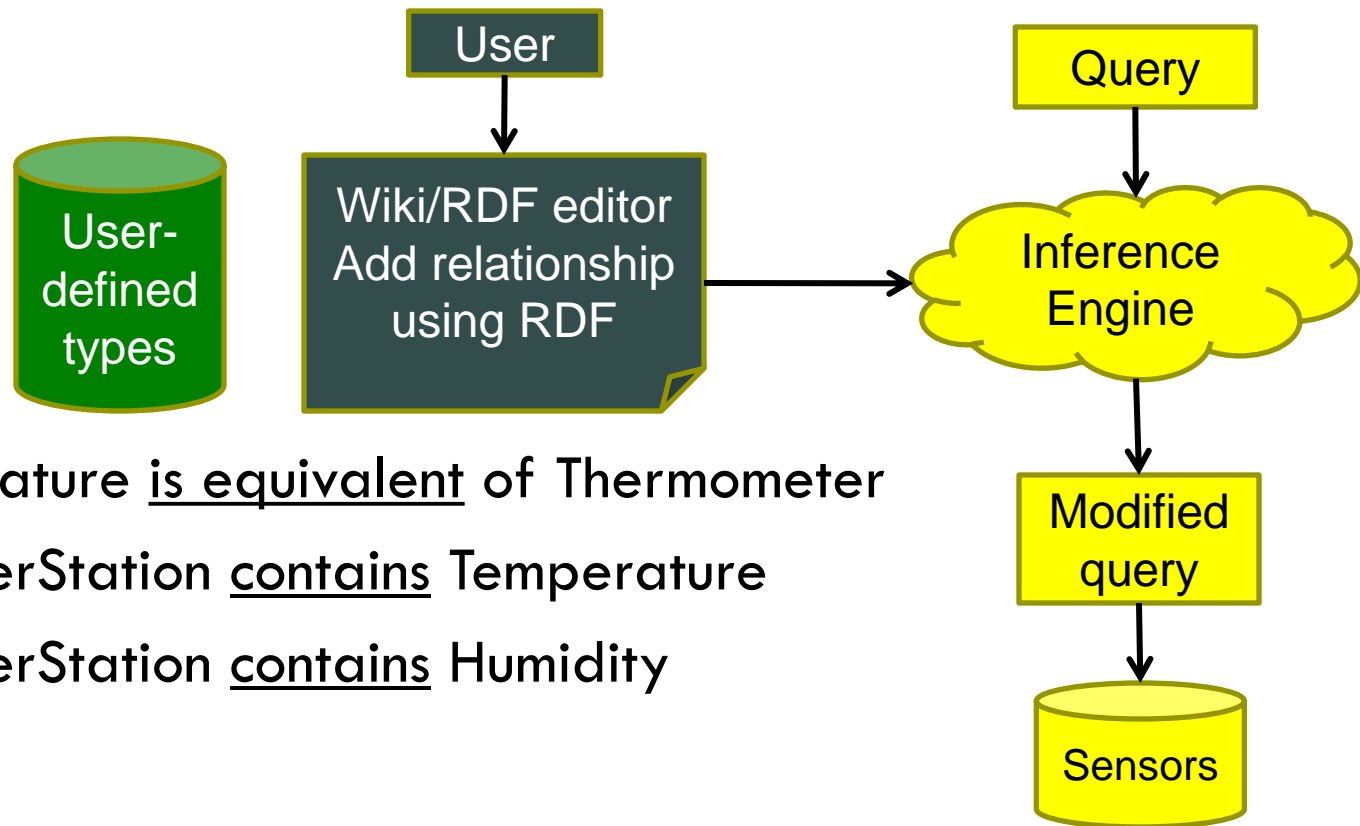 User
Query
User-
defined
types
Wiki/RDF editor
Add relationship
using RDF
Inference
Engine
ature is equivalent of Thermometer
erStation contains Temperature
erStation contains Humidity
Modified
query
Sensors